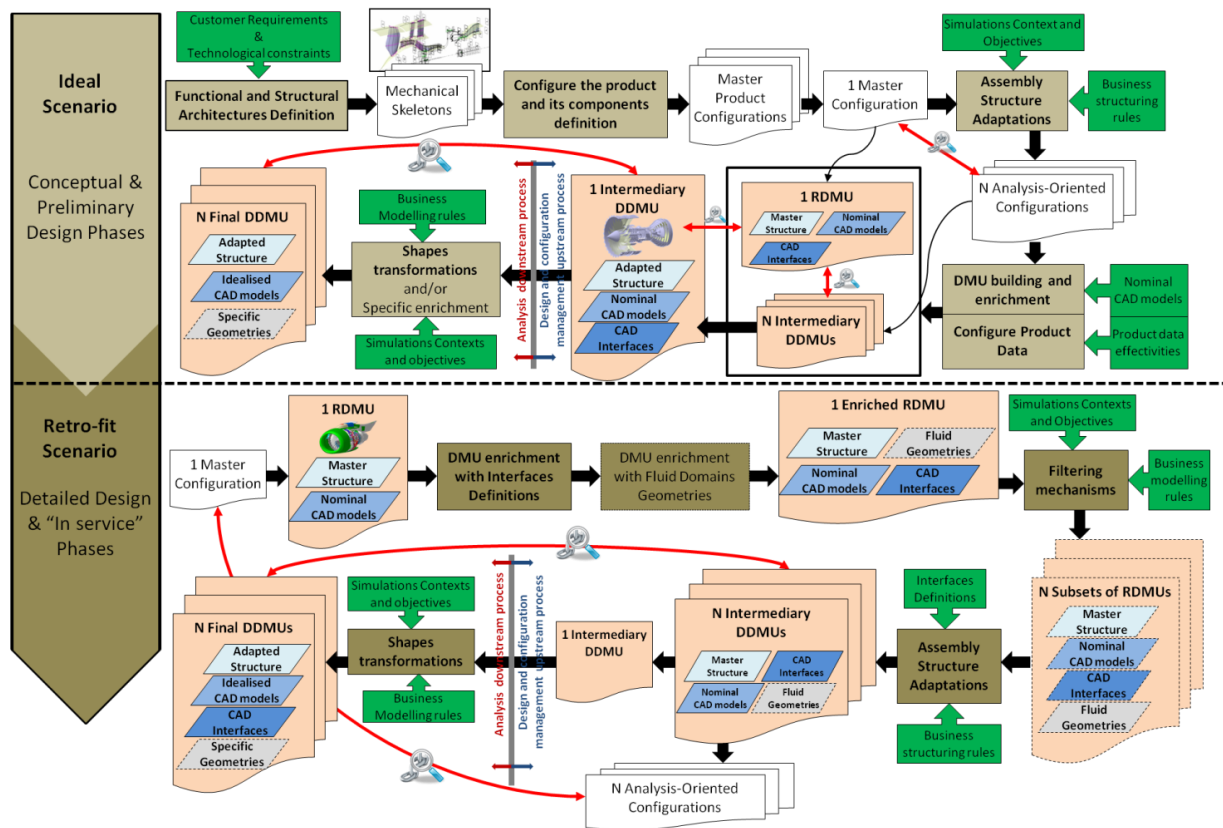 Ideal
Scenario
Conceptual &
Preliminary
Design Phases
Retro-fit
Scenario
Detailed Design
& “In service”
Phases
Customer Requirements
&
Technological constraints
Functional and Structural
Architectures Definition
Mechanical
Skeletons
Configure the product
and its components
definition
Master
Product
Configurations
1 Master
Configuration
Simulations Context and
Objectives
Assembly
Structure
Adaptations
Business
structuring
rules
N Analysis-Oriented
Configurations
DMU building and
enrichment
Configure Product
Data
Nominal
CAD models
Product data
effectivities
1 RDMU
Master
Structure
Nominal
CAD models
CAD
Interfaces
N Intermediary
DDMUs
1 Intermediary
DDMU
Adapted
Structure
Nominal
CAD models
CAD
Interfaces
Analysis downstream process
Design and configuration
management upstream process
Business
Modelling rules
Shapes
transformations
and/or
Specific enrichment
Simulations Contexts
and objectives
N Final DDMU
Adapted
Structure
Idealised
CAD models
Specific
Geometries
1 Master
Configuration
1 RDMU
Master
Structure
Nominal
CAD models
DMU enrichment
with Interfaces
Definitions
DMU enrichment
with Fluid Domains
Geometries
1 Enriched RDMU
Master
Structure
Fluid
Geometries
Nominal
CAD models
CAD
Interfaces
Simulations Contexts
and Objectives
Filtering
mechanisms
Business
modelling
rules
N Subsets of RDMUs
Master
Structure
Nominal
CAD models
CAD
Interfaces
Fluid
Geometries
Interfaces
Definitions
Assembly
Structure
Adaptations
Business
structuring rules
N Intermediary
DDMUs
Master
Structure
CAD
Interfaces
Nominal
CAD models
Fluid
Geometries
1 Intermediary
DDMU
Analysis downstream process
Design and configuration
management upstream process
Simulations Contexts
and objectives
Shapes
transformations
Business
Modelling rules
N Final DDMUs
Adapted
Structure
Idealised
CAD models
CAD
Interfaces
Specific
Geometries
N Analysis-Oriented
Configurations